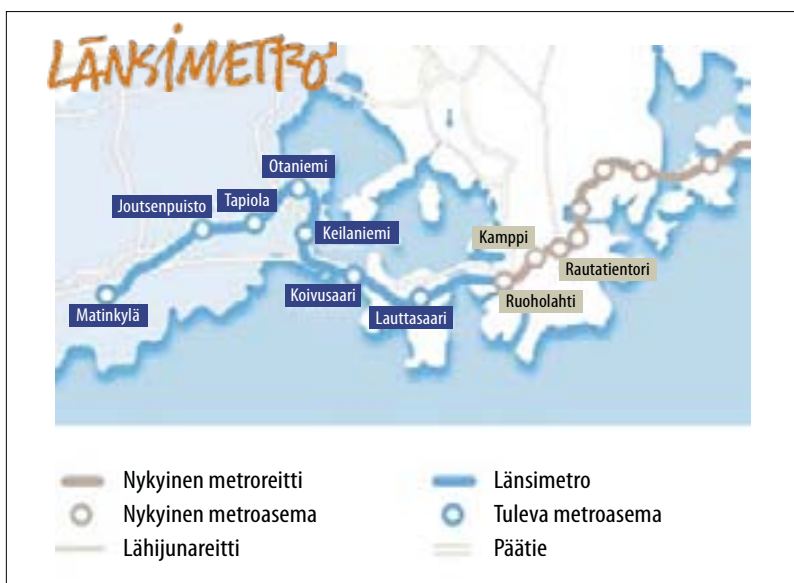 LÄNSIMETRO
Otaniemi
Tapiola
Joutsenpuisto
Keilaniemi
Kamppi
Rautatientori
Koivusaari
Ruoholahti
Matinkylä
Lauttasaari
Nykyinen metroreitti
Nykyinen metroasema
Lähijunareitti
Länsimetro
Tuleva metroasema
Päätie